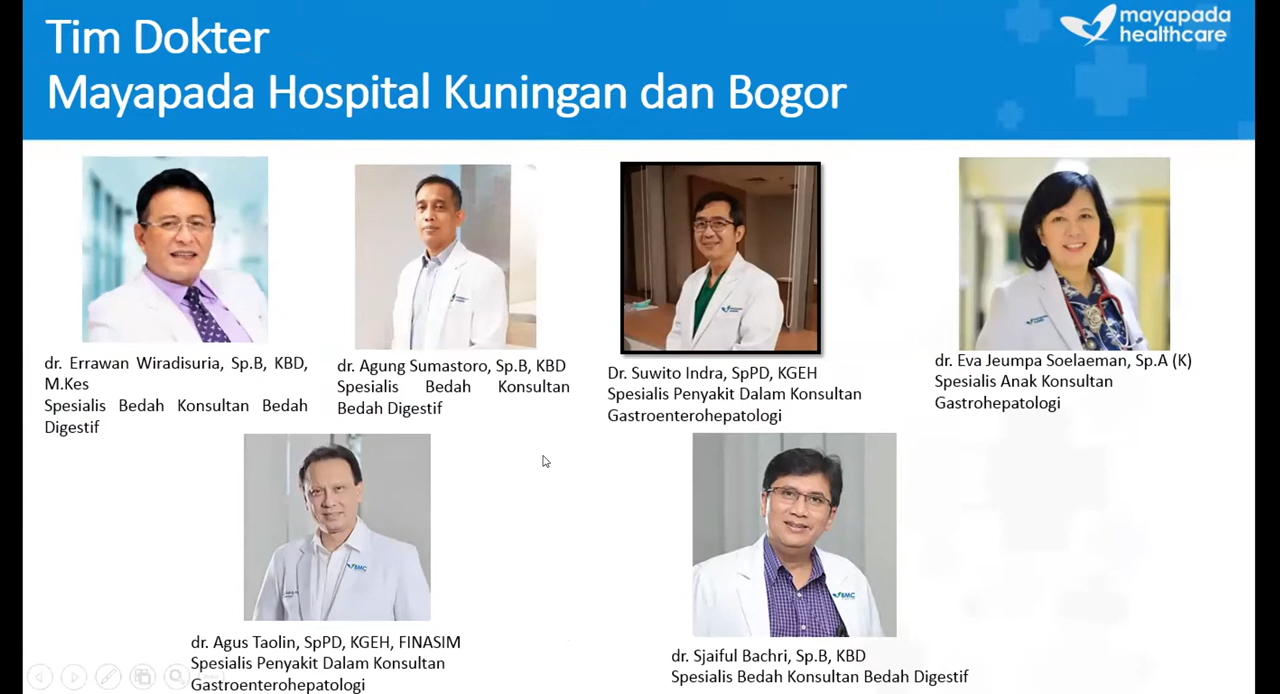 Tim Dokter
Mayapada Hospital Kuningan dan Bogor
mayapada
healthcare
dr. Errawan Wiradisuria, Sp.B, KBD,
M.Kes
Spesialis Bedah Konsultan Bedah
Digestif
dr. Agung Sumastoro, Sp.B, KBD
Spesialis Bedah Konsultan
Bedah Digestif
Dr. Suwito Indra, SpPD, KGEH
Spesialis Penyakit Dalam Konsultan
Gastroenterohepatologi
dr. Eva Jeumpa Soelaeman, Sp.A (K)
Spesialis Anak Konsultan
Gastrohepatologi
BMC
dr. Agus Taolin, SpPD, KGEH, FINASIM
Spesialis Penyakit Dalam Konsultan
Gastroenterohepatologi
BMC
dr. Sjaiful Bachri, Sp.B, KBD
Spesialis Bedah Konsultan Bedah Digestif